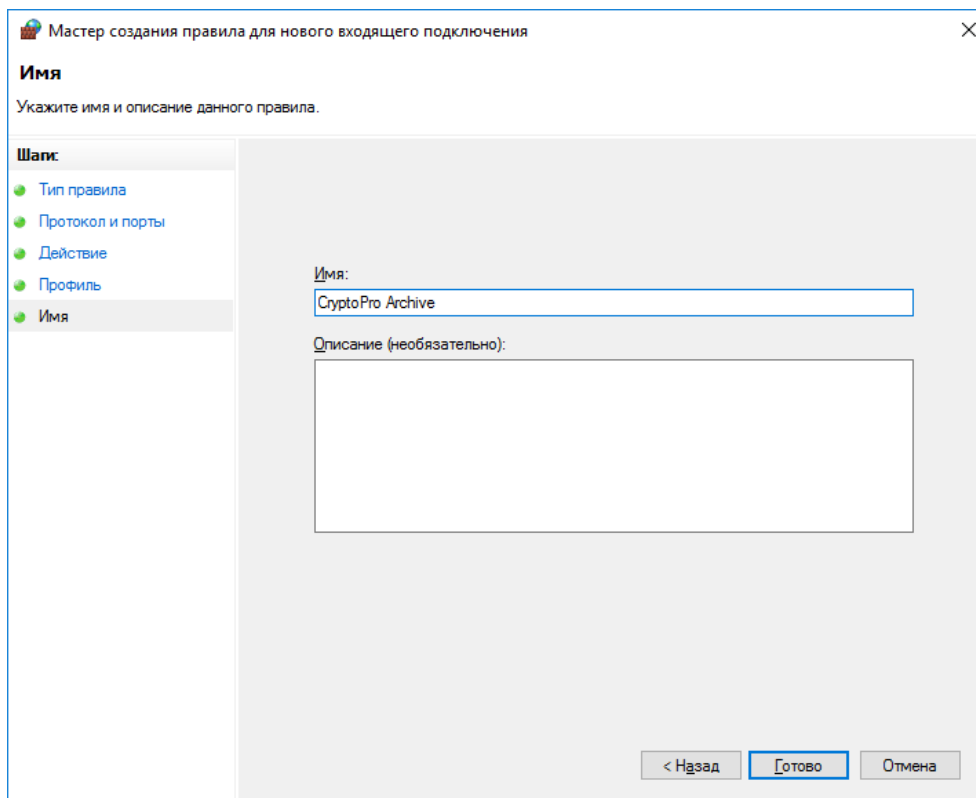 Мастер создания правила для нового входящего подключения
Имя
Укажите имя и описание данного правила.
Шаги:
Тип правила
Протокол и порты
Действие
Профиль
Имя
Имя:
CryptoPro Archive
Описание (необязательно):
< Назад
Готово
Отмена